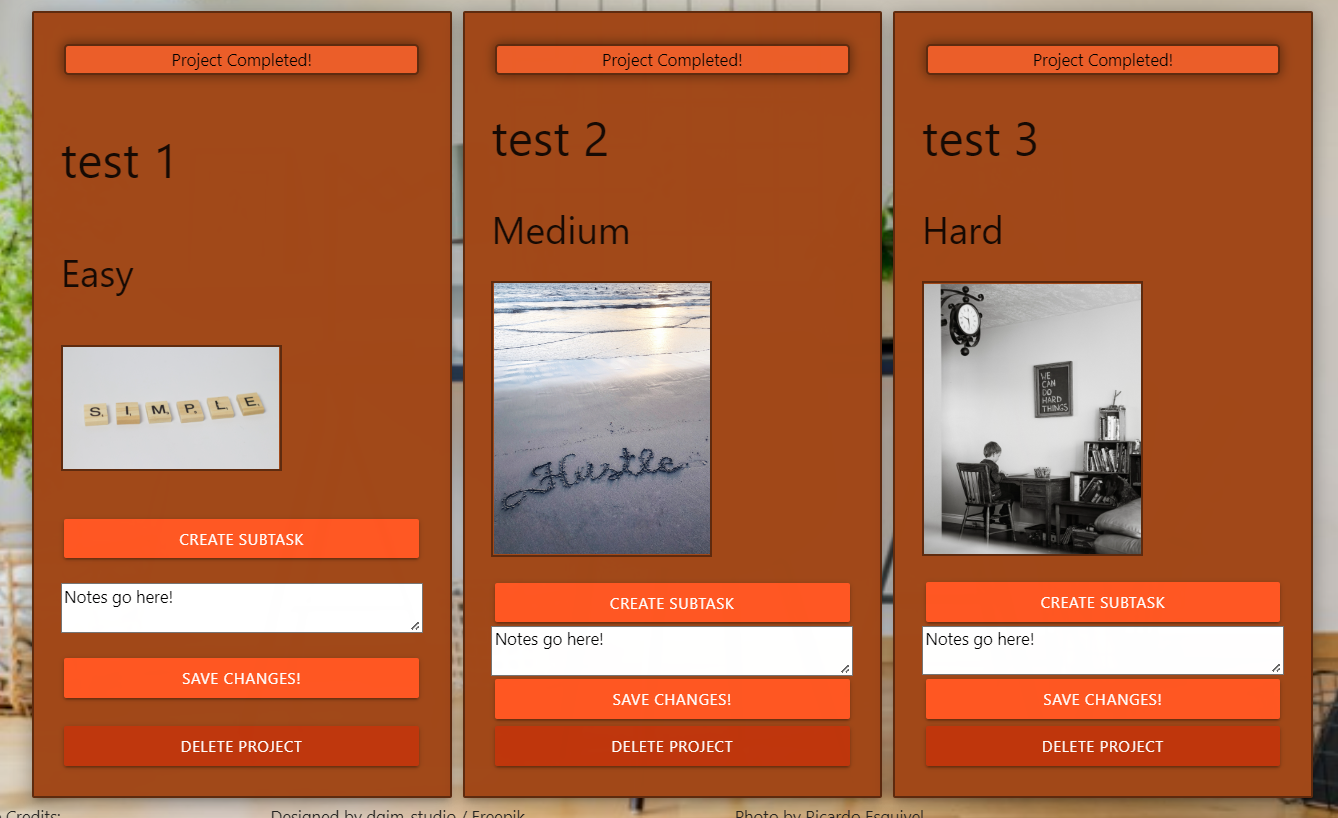 Project Completed!
test 1
Easy
SIMPLE
CREATE SUBTASK
Notes go here!
SAVE CHANGES!
DELETE PROJECT
Project Completed!
test 2
Medium
Hustle
CREATE SUBTASK
Notes go here!
SAVE CHANGES!
DELETE PROJECT
Project Completed!
test 3
Hard
WE
CAN
DO
HARD
THINGS
CREATE SUBTASK
Notes go here!
SAVE CHANGES!
DELETE PROJECT
Credits: Designed by dgim-studio / Freepik Photo by Ricardo Esquivel